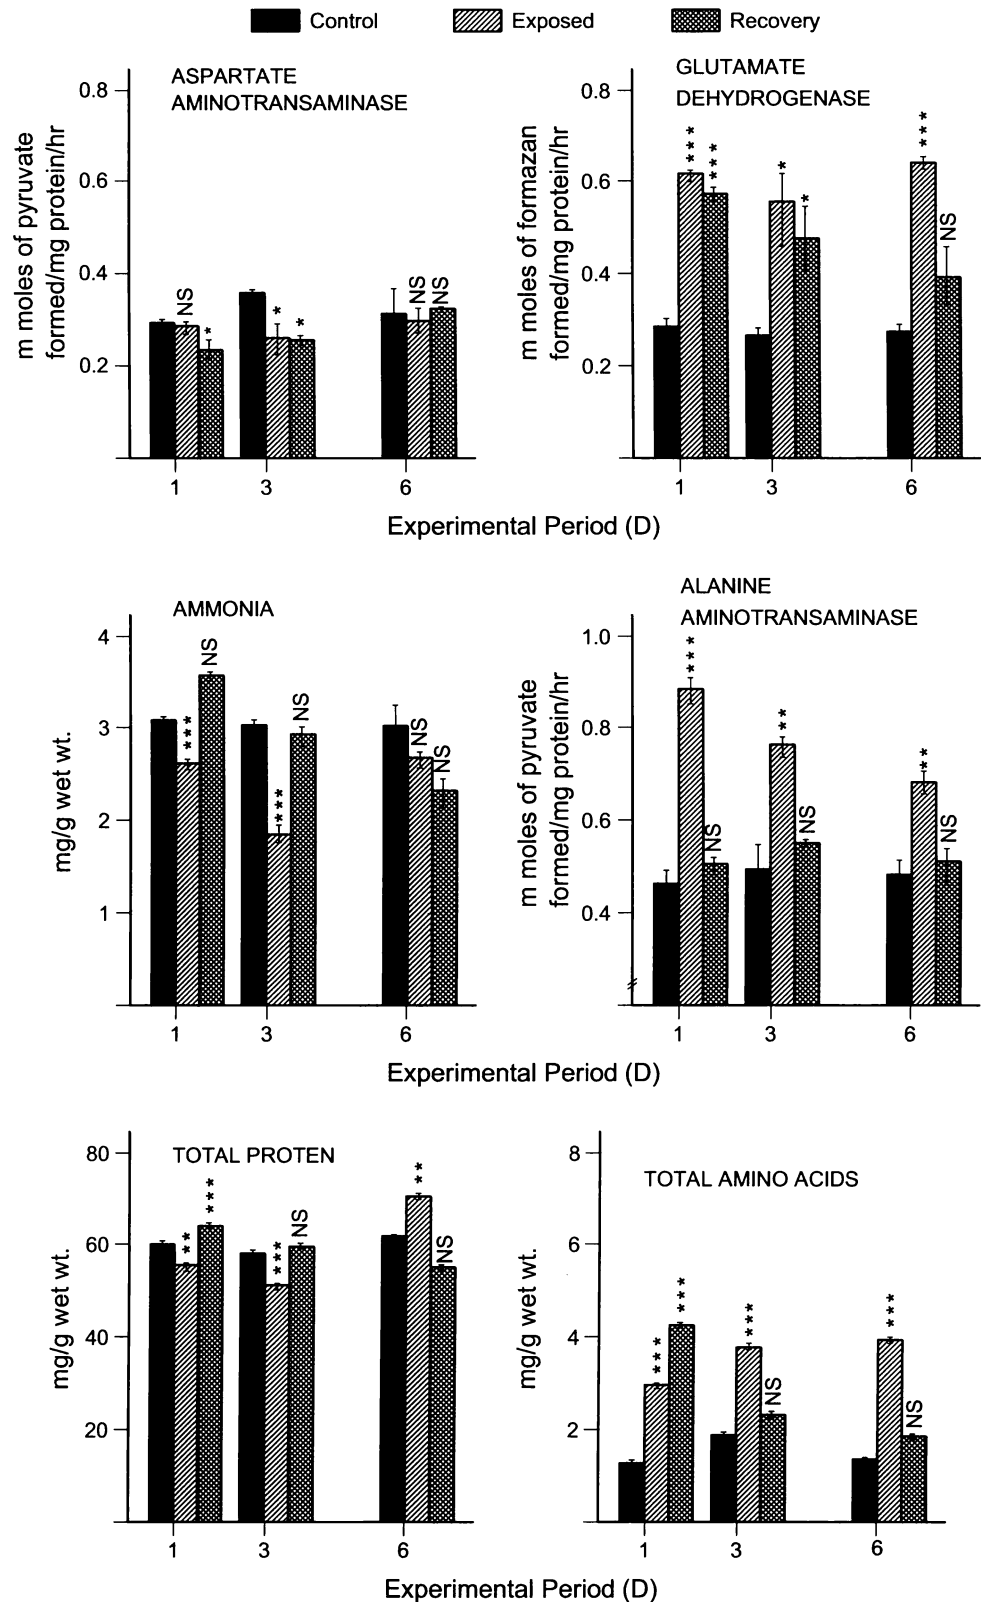 Control Exposed Recovery
ASPARTATE
AMINOTRANSAMINASE
m moles of pyruvate
formed/mg protein/hr
0.8
0.6
0.4
0.2
NS
*
*
*
NS
NS
1 3 6
GLUTAMATE
DEHYDROGENASE
m moles of formazan
formed/mg protein/hr
0.8
0.6
0.4
0.2
***
***
*
*
***
NS
1 3 6
Experimental Period (D)
AMMONIA
mg/g wet wt.
4
3
2
1
***
NS
***
NS
NS
NS
1 3 6
ALANINE
AMINOTRANSAMINASE
m moles of pyruvate
formed/mg protein/hr
1.0
0.8
0.6
0.4
***
NS
**
NS
**
NS
1 3 6
Experimental Period (D)
TOTAL PROTEN
mg/g wet wt.
80
60
40
20
**
***
***
NS
**
NS
1 3 6
TOTAL AMINO ACIDS
mg/g wet wt.
8
6
4
2
***
***
***
NS
***
NS
1 3 6
Experimental Period (D)